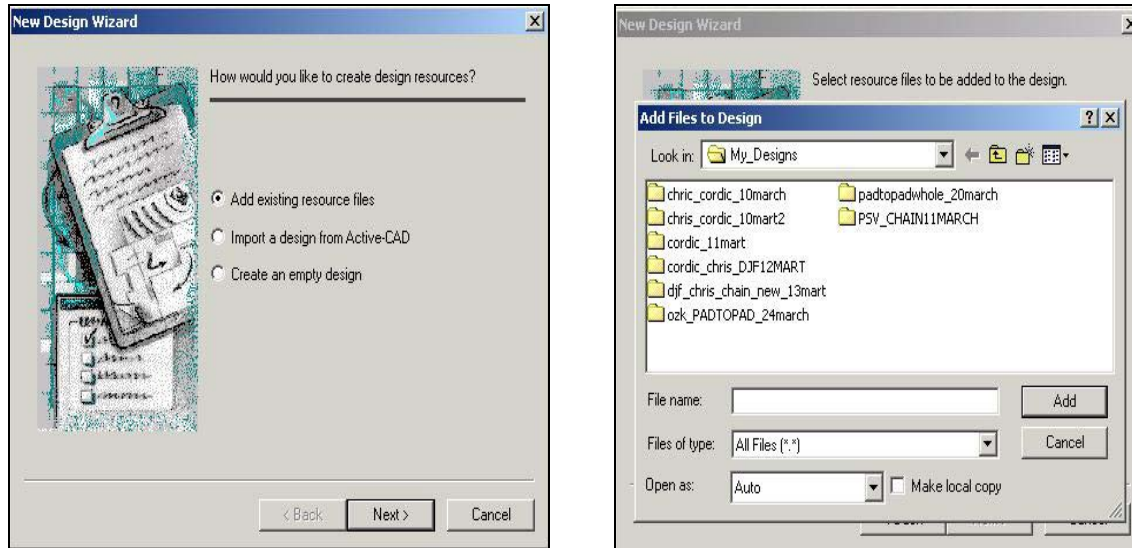 New Design Wizard
How would you like to create design resources?
Add existing resource files
Import a design from Active-CAD
Create an empty design
< Back
Next >
Cancel
New Design Wizard
Select resource files to be added to the design.
Add Files to Design
Look in: My_Designs
chric_cordic_10march
chris_cordic_10mart2
cordic_11mart
cordic_chris_DJF12MART
djf_chris_chain_new_13mart
ozk_PADTOPAD_24march
padtopadwhole_20march
PSV_CHAIN11MARCH
File name:
Add
Files of type: All Files (*.*)
Cancel
Open as: Auto
Make local copy